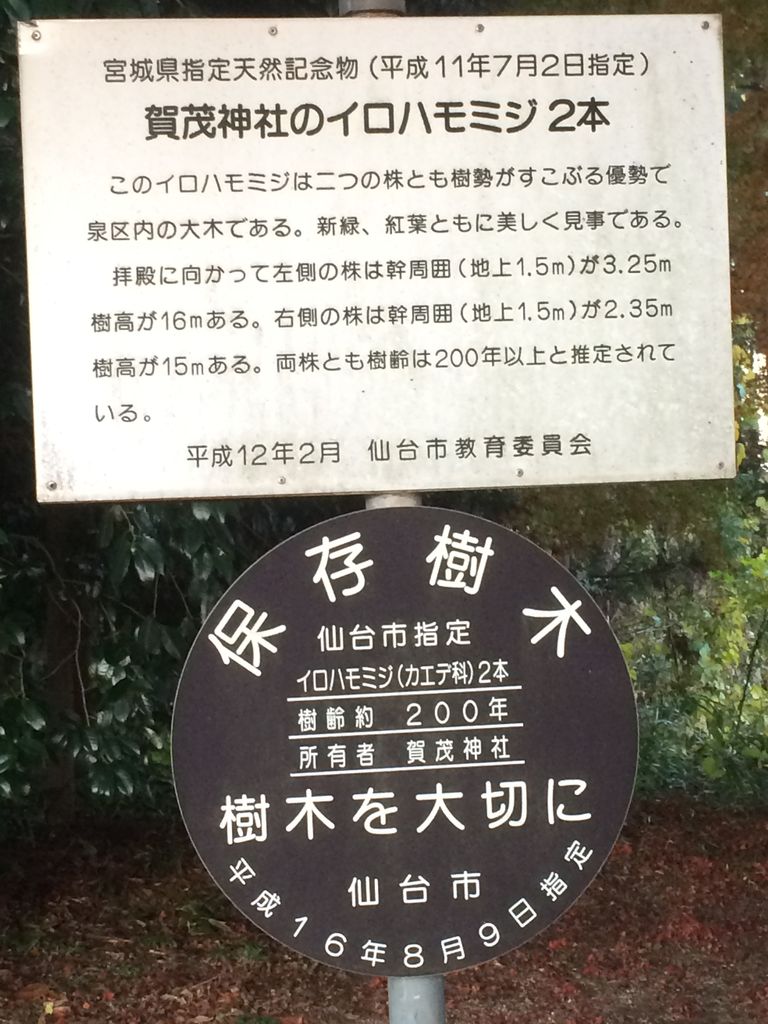 宮城県指定天然記念物(平成11年7月2日指定)
賀茂神社のイロハモミジ2本
このイロハモミジは二つの株とも樹勢がすこぶる優勢で
泉区内の大木である。新緑、紅葉ともに美しく見事である。
拝殿に向かって左側の株は幹周囲(地上1.5m)が3.25m
樹高が16mある。右側の株は幹周囲(地上1.5m)が2.35m
樹高が15mある。両株とも樹齢は200年以上と推定されて
いる。
平成12年2月 仙台市教育委員会
保存樹木
仙台市指定
イロハモミジ(カエデ科)2本
樹齢約 200年
所有者 賀茂神社
樹木を大切に
仙台市
平成16年8月9日指定